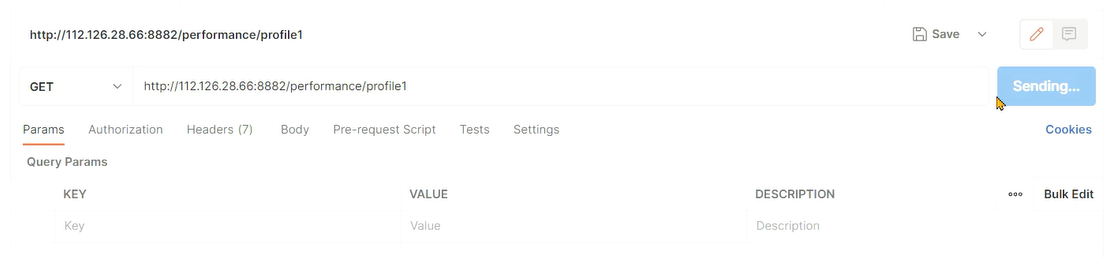 http://112.126.28.66:8882/performance/profile1 Save
GET http://112.126.28.66:8882/performance/profile1 Sending...
Params Authorization Headers (7) Body Pre-request Script Tests Settings Cookies
Query Params
KEY VALUE DESCRIPTION Bulk Edit
Key Value Description